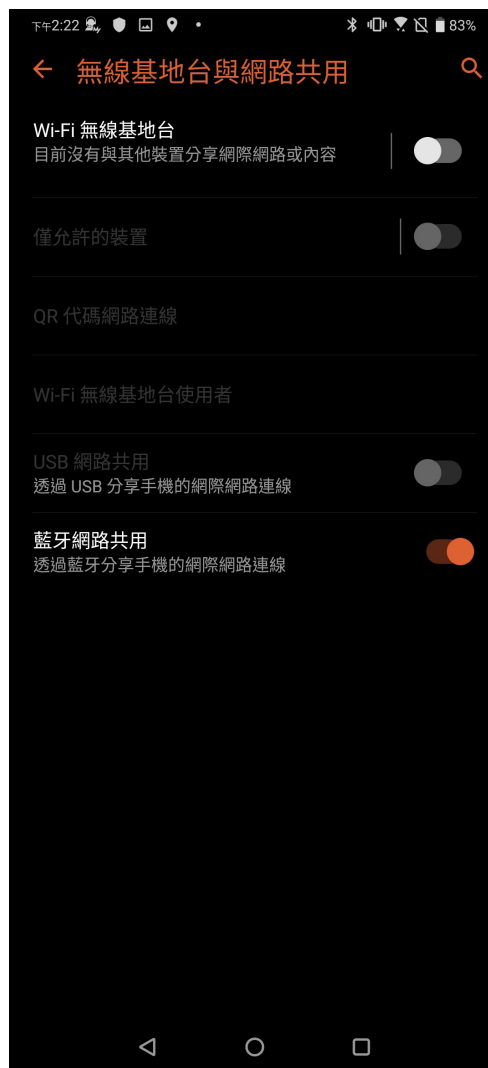 下午2:22
83%
無線基地台與網路共用
Wi-Fi 無線基地台
目前沒有與其他裝置分享網際網路或內容
僅允許的裝置
QR 代碼網路連線
Wi-Fi 無線基地台使用者
USB 網路共用
透過 USB 分享手機的網際網路連線
藍牙網路共用
透過藍牙分享手機的網際網路連線